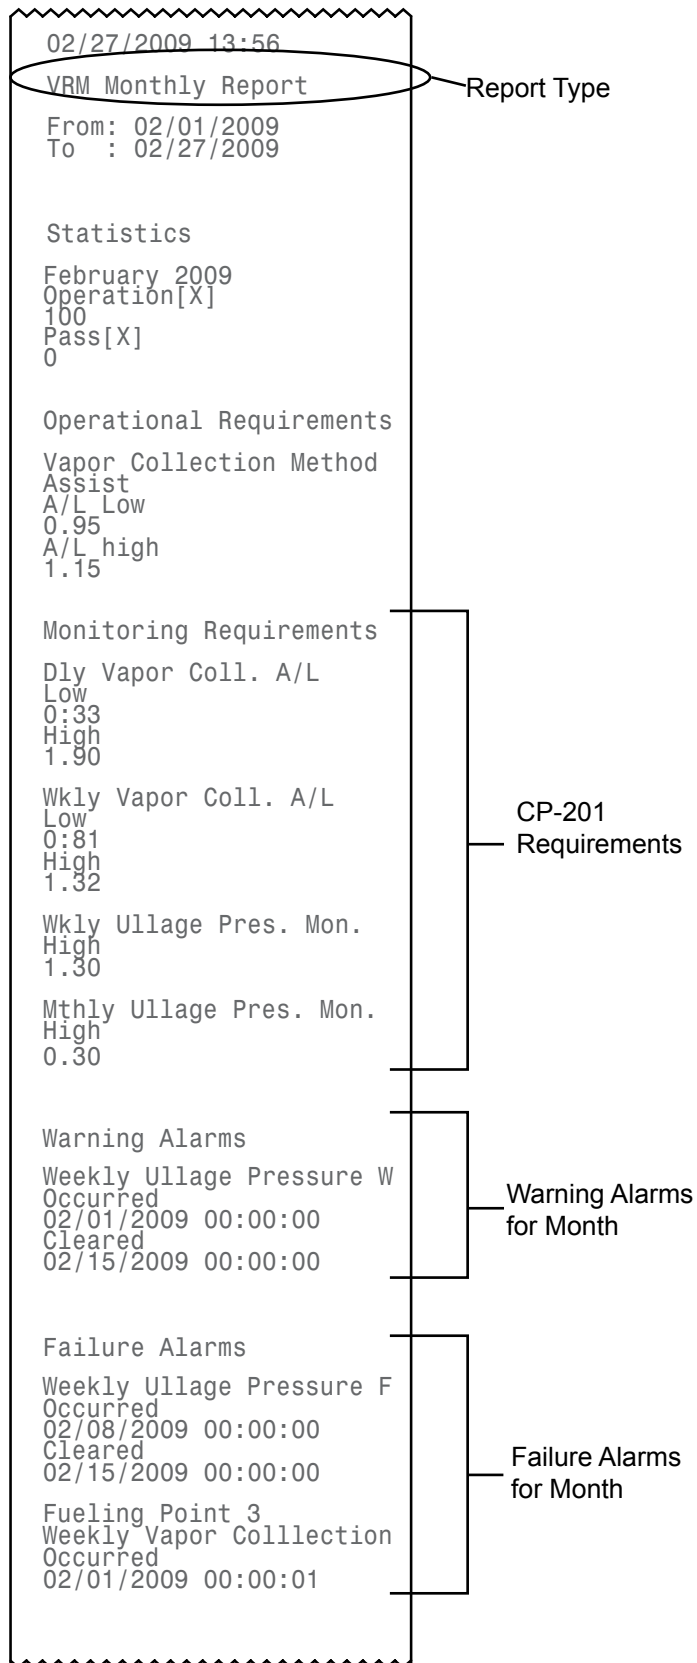 02/27/2009 13:56
VRM Monthly Report
Report Type
From: 02/01/2009
To  : 02/27/2009
Statistics
February 2009
Operation[X]
100
Pass[X]
0
Operational Requirements
Vapor Collection Method
Assist
A/L Low
0.95
A/L high
1.15
Monitoring Requirements
Dly Vapor Coll. A/L
Low
0:33
High
1.90
Wkly Vapor Coll. A/L
Low
0:81
High
1.32
Wkly Ullage Pres. Mon.
High
1.30
Mthly Ullage Pres. Mon.
High
0.30
CP-201
Requirements
Warning Alarms
Weekly Ullage Pressure W
Occurred
02/01/2009 00:00:00
Cleared
02/15/2009 00:00:00
Warning Alarms
for Month
Failure Alarms
Weekly Ullage Pressure F
Occurred
02/08/2009 00:00:00
Cleared
02/15/2009 00:00:00
Fueling Point 3
Weekly Vapor Colllection
Occurred
02/01/2009 00:00:01
Failure Alarms
for Month